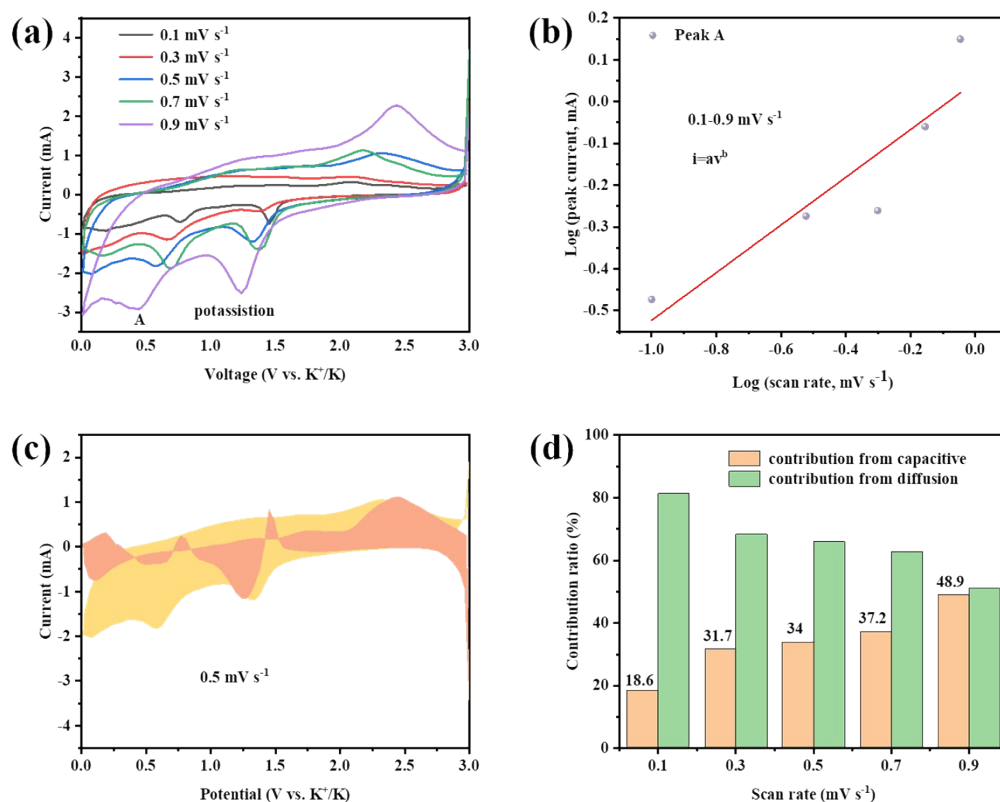 (a)
0.1 mV s⁻¹
0.3 mV s⁻¹
0.5 mV s⁻¹
0.7 mV s⁻¹
0.9 mV s⁻¹
4
3
2
1
0
-1
-2
-3
Current (mA)
A
potassistion
0.0
0.5
1.0
1.5
2.0
2.5
3.0
Voltage (V vs. K⁺/K)
(b)
Peak A
0.1-0.9 mV s⁻¹
i=avᵇ
0.2
0.1
0.0
-0.1
-0.2
-0.3
-0.4
-0.5
Log (peak current, mA)
-1.0
-0.8
-0.6
-0.4
-0.2
0.0
Log (scan rate, mV s⁻¹)
(c)
2
1
0
-1
-2
-3
-4
Current (mA)
0.5 mV s⁻¹
0.0
0.5
1.0
1.5
2.0
2.5
3.0
Potential (V vs. K⁺/K)
(d)
contribution from capacitive
contribution from diffusion
100
80
60
40
20
0
Contribution ratio (%)
18.6
31.7
34
37.2
48.9
0.1
0.3
0.5
0.7
0.9
Scan rate (mV s⁻¹)